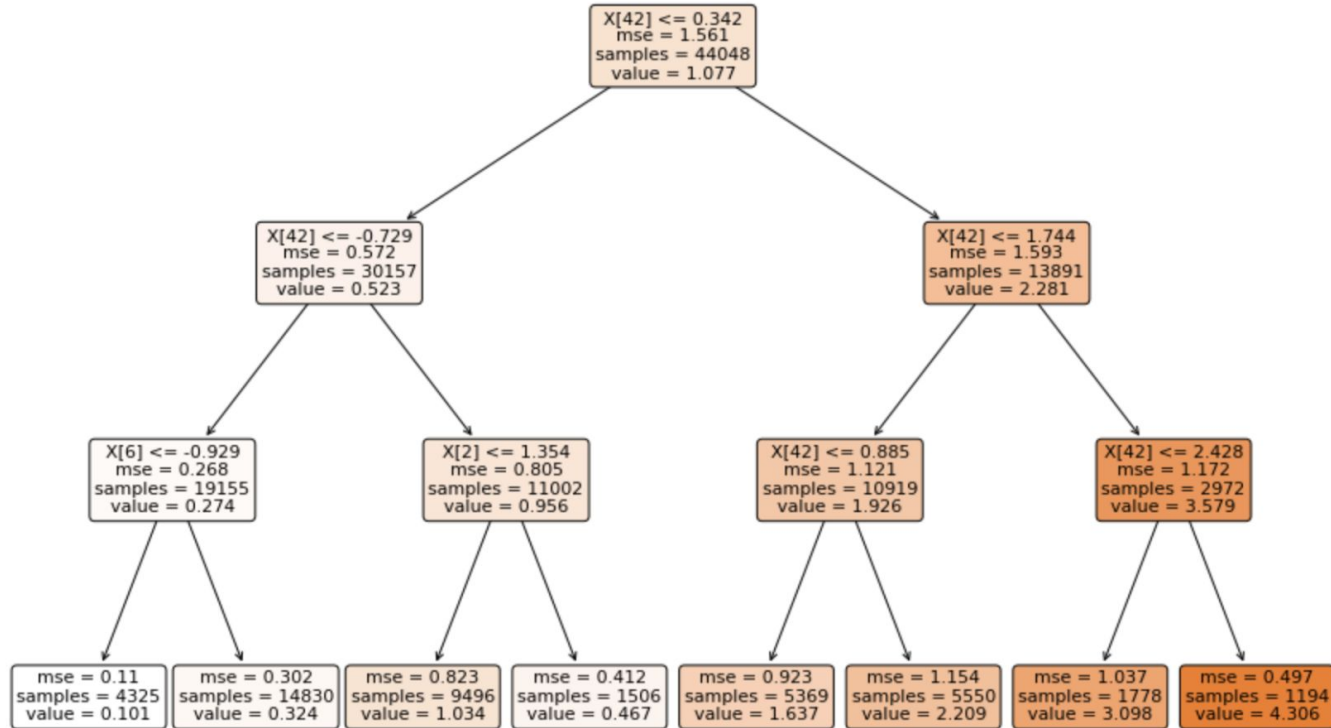 X[42] <= 0.342
mse = 1.561
samples = 44048
value = 1.077
X[42] <= -0.729
mse = 0.572
samples = 30157
value = 0.523
X[42] <= 1.744
mse = 1.593
samples = 13891
value = 2.281
X[6] <= -0.929
mse = 0.268
samples = 19155
value = 0.274
X[2] <= 1.354
mse = 0.805
samples = 11002
value = 0.956
X[42] <= 0.885
mse = 1.121
samples = 10919
value = 1.926
X[42] <= 2.428
mse = 1.172
samples = 2972
value = 3.579
mse = 0.11
samples = 4325
value = 0.101
mse = 0.302
samples = 14830
value = 0.324
mse = 0.823
samples = 9496
value = 1.034
mse = 0.412
samples = 1506
value = 0.467
mse = 0.923
samples = 5369
value = 1.637
mse = 1.154
samples = 5550
value = 2.209
mse = 1.037
samples = 1778
value = 3.098
mse = 0.497
samples = 1194
value = 4.306